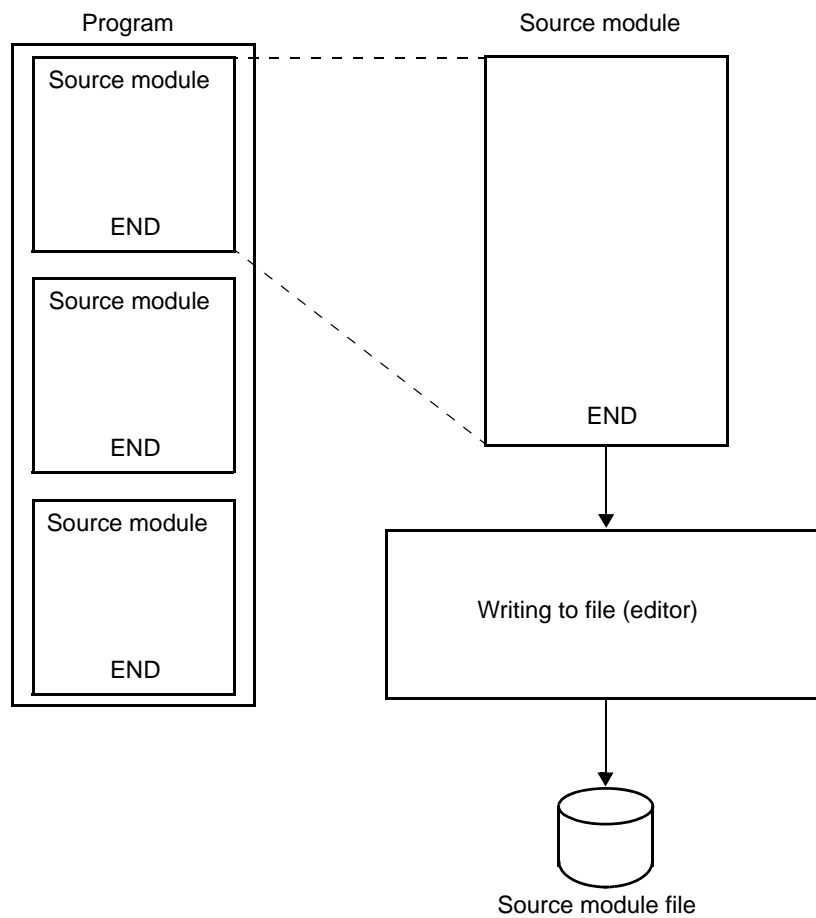 Program
Source module
END
Source module
END
Source module
END
Source module
END
Writing to file (editor)
Source module file